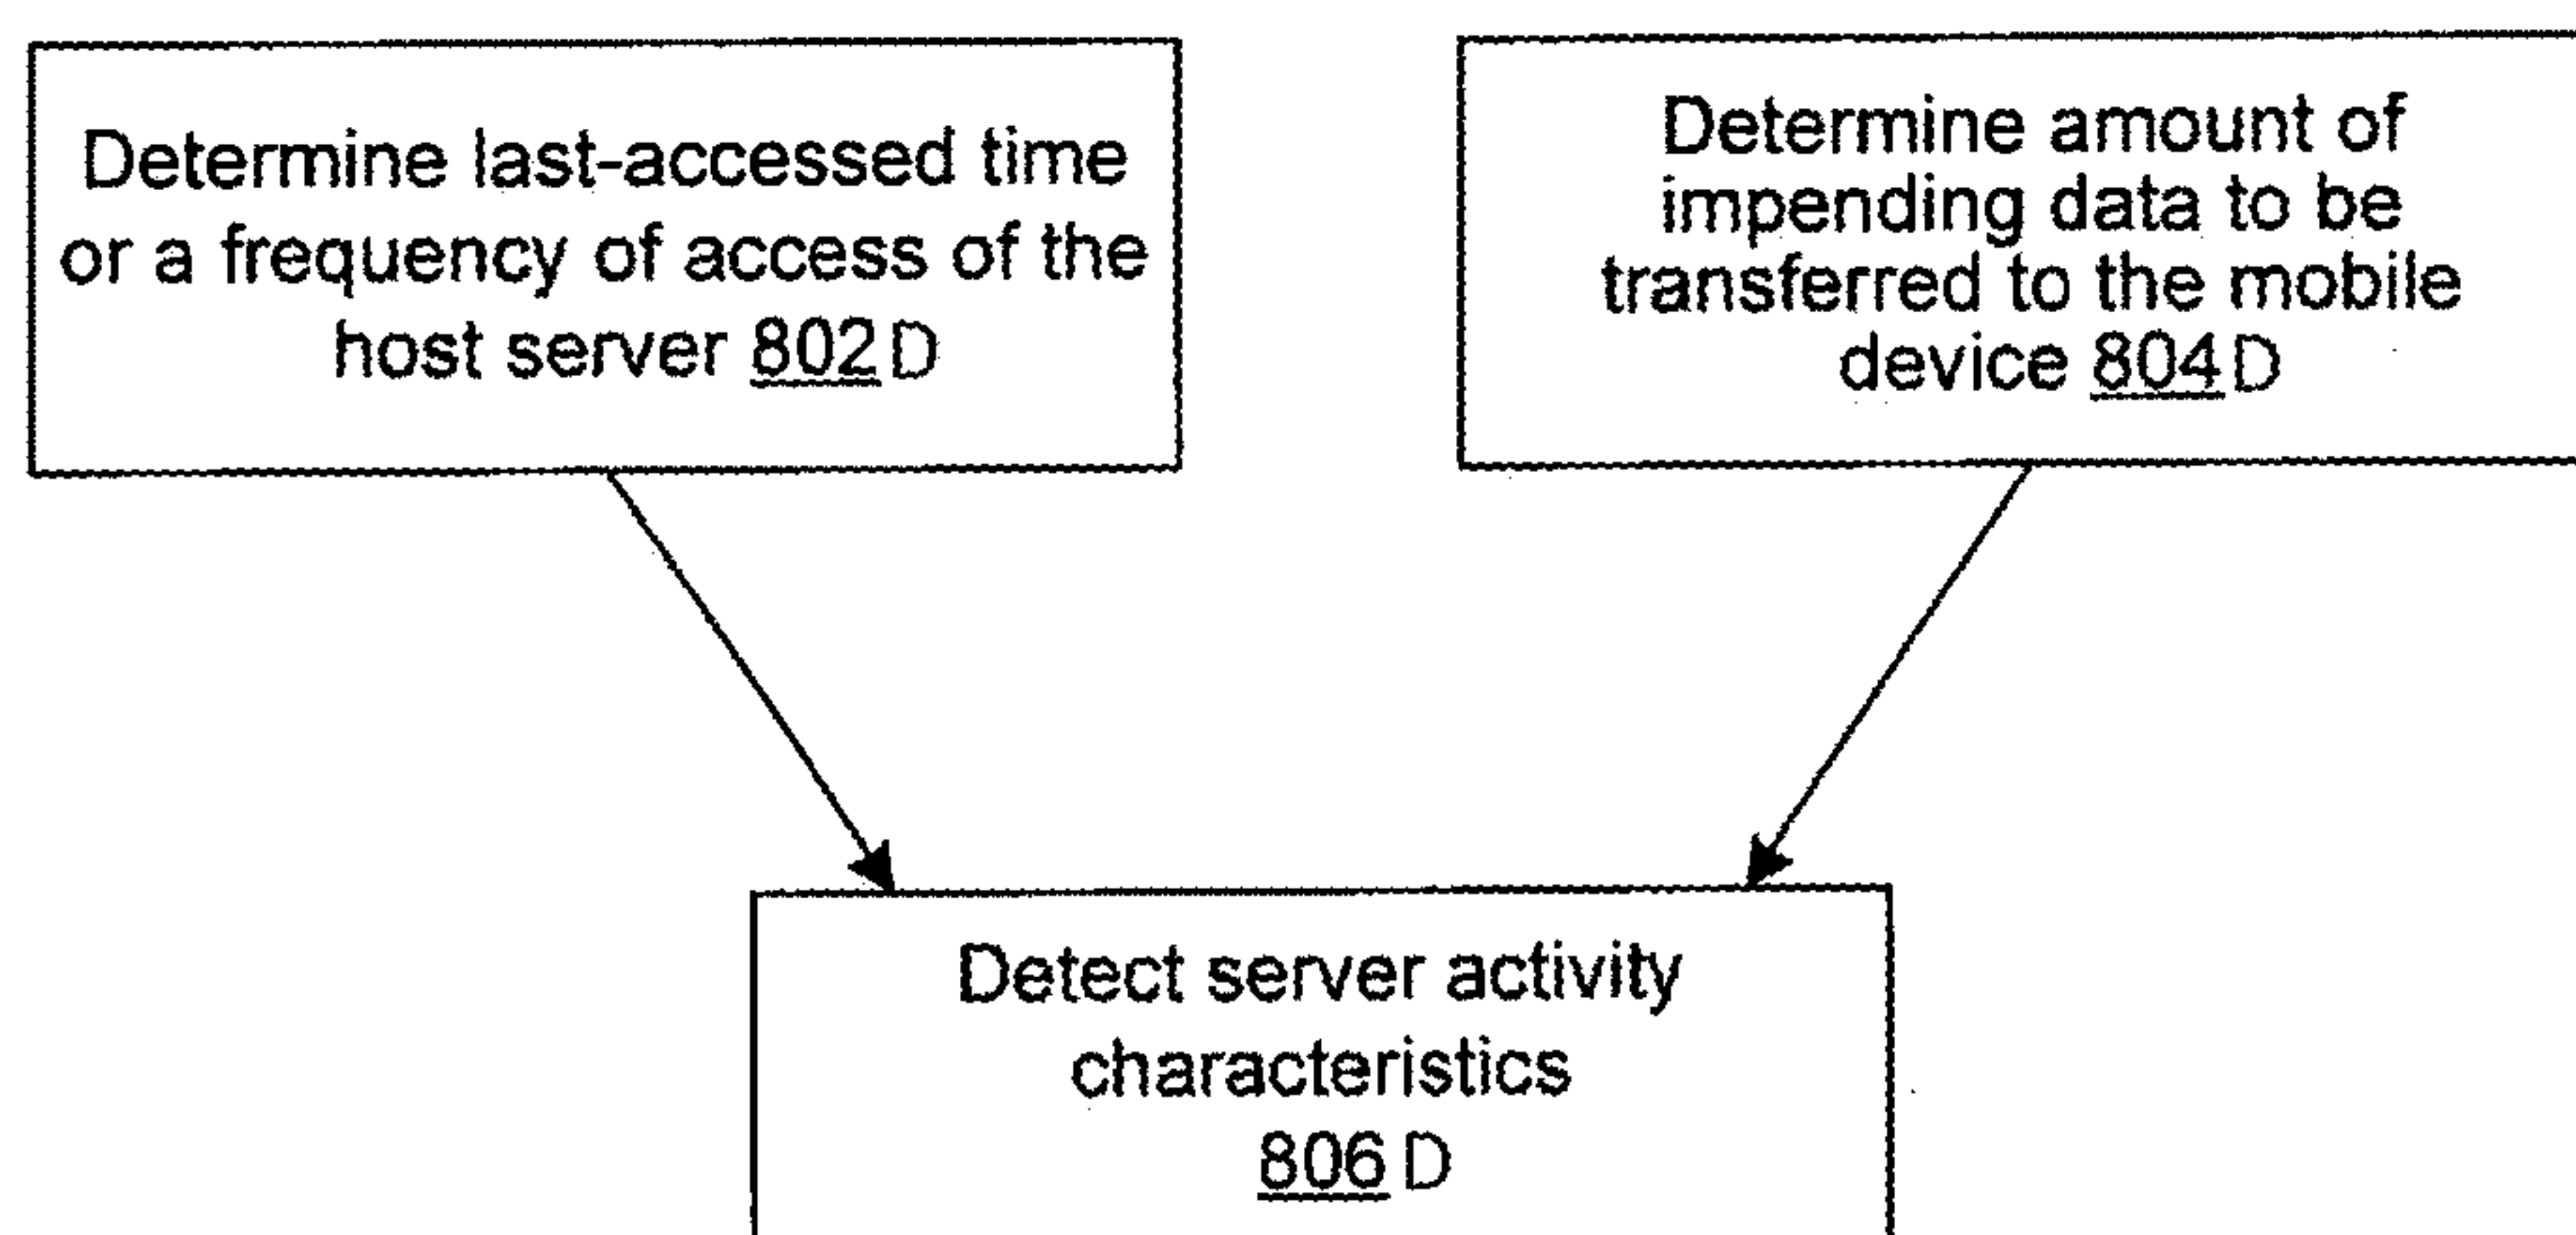 Determine last-accessed time
or a frequency of access of the
host server 802D
Determine amount of
impending data to be
transferred to the mobile
device 804D
Detect server activity
characteristics
806D